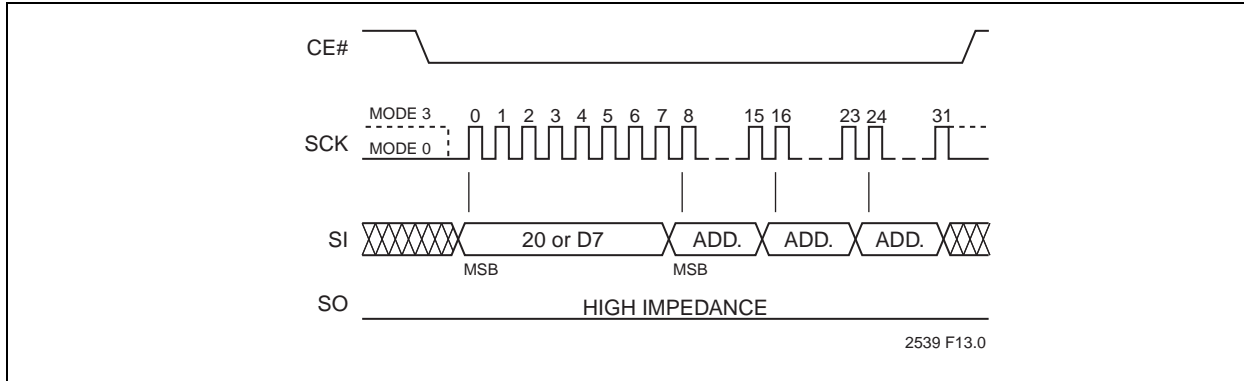 CE#
MODE 3
0 1 2 3 4 5 6 7 8 15 16 23 24 31
SCK
MODE 0
SI
20 or D7
ADD.
ADD.
ADD.
MSB
MSB
SO
HIGH IMPEDANCE
2539 F13.0